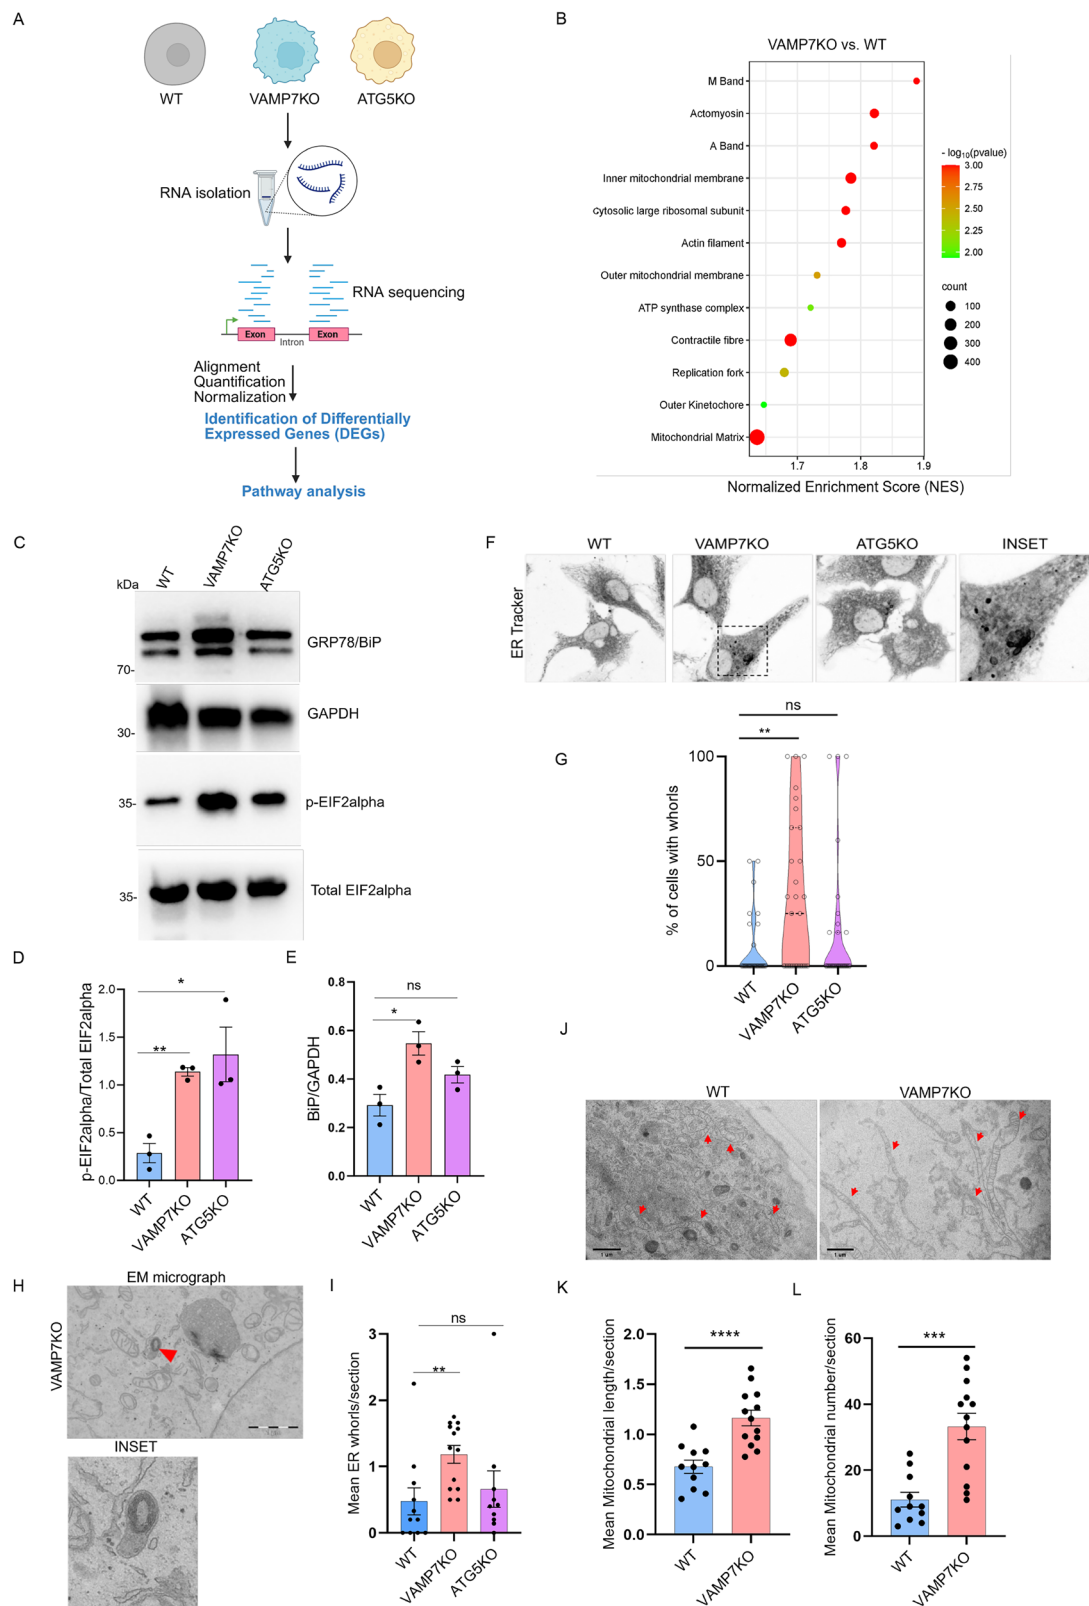 A
WT
VAMP7KO
ATG5KO
RNA isolation
RNA sequencing
Exon
Intron
Exon
Alignment
Quantification
Normalization
Identification of Differentially
Expressed Genes (DEGs)
Pathway analysis
B
VAMP7KO vs. WT
M Band
Actomyosin
A Band
Inner mitochondrial membrane
cytosolic large ribosomal subunit
Actin filament
Outer mitochondrial membrane
ATP synthase complex
Contractile fibre
Replication fork
Outer Kinetochore
Mitochondrial Matrix
1.7
1.8
1.9
Normalized Enrichment Score (NES)
- log10(pvalue)
3.00
2.75
2.50
2.25
2.00
count
100
200
300
400
C
kDa
WT
VAMP7KO
ATG5KO
GRP78/BiP
70-
GAPDH
30-
p-EIF2alpha
35-
Total EIF2alpha
35-
D
p-EIF2alpha/Total EIF2alpha
2.0
1.5
1.0
0.5
0.0
*
**
WT
VAMP7KO
ATG5KO
E
BiP/GAPDH
0.8
0.6
0.4
0.2
0.0
ns
*
WT
VAMP7KO
ATG5KO
F
WT
VAMP7KO
ATG5KO
INSET
ER Tracker
G
ns
**
% of cells with whorls
100
50
0
WT
VAMP7KO
ATG5KO
H
EM micrograph
VAMP7KO
INSET
I
ns
**
Mean ER whorls/section
3
2
1
0
WT
VAMP7KO
ATG5KO
J
WT
VAMP7KO
1 um
1 um
K
****
Mean Mitochondrial length/section
2.0
1.5
1.0
0.5
0.0
WT
VAMP7KO
L
***
Mean Mitochondrial number/section
60
40
20
0
WT
VAMP7KO